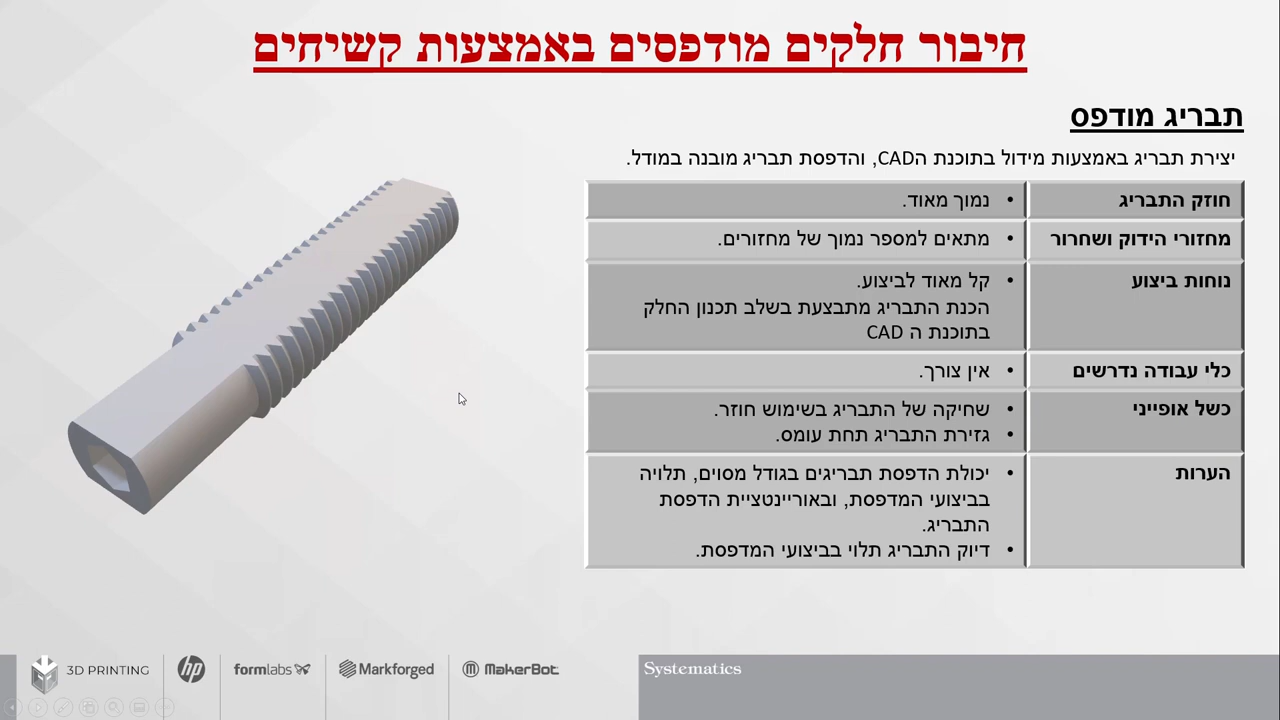 חיבור חלקים מודפסים באמצעות קשיחים
תבריג מודפס
יצירת תבריג באמצעות מידול בתוכנת הCAD, והדפסת תבריג מובנה במודל.
חוזק התבריג
• נמוך מאוד.
מחזורי הידוק ושחרור
• מתאים למספר נמוך של מחזורים.
נוחות ביצוע
• קל מאוד לביצוע.
הכנת התבריג מתבצעת בשלב תכנון החלק
בתוכנת ה CAD
כלי עבודה נדרשים
• אין צורך.
כשל אופייני
• שחיקה של התבריג בשימוש חוזר.
• גזירת התבריג תחת עומס.
הערות
• יכולת הדפסת תבריגים בגודל מסוים, תלויה
בביצועי המדפסת, ובאוריינטציית הדפסת
התבריג.
• דיוק התבריג תלוי בביצועי המדפסת.
3D PRINTING
hp
formlabs
Markforged
MakerBot
Systematics